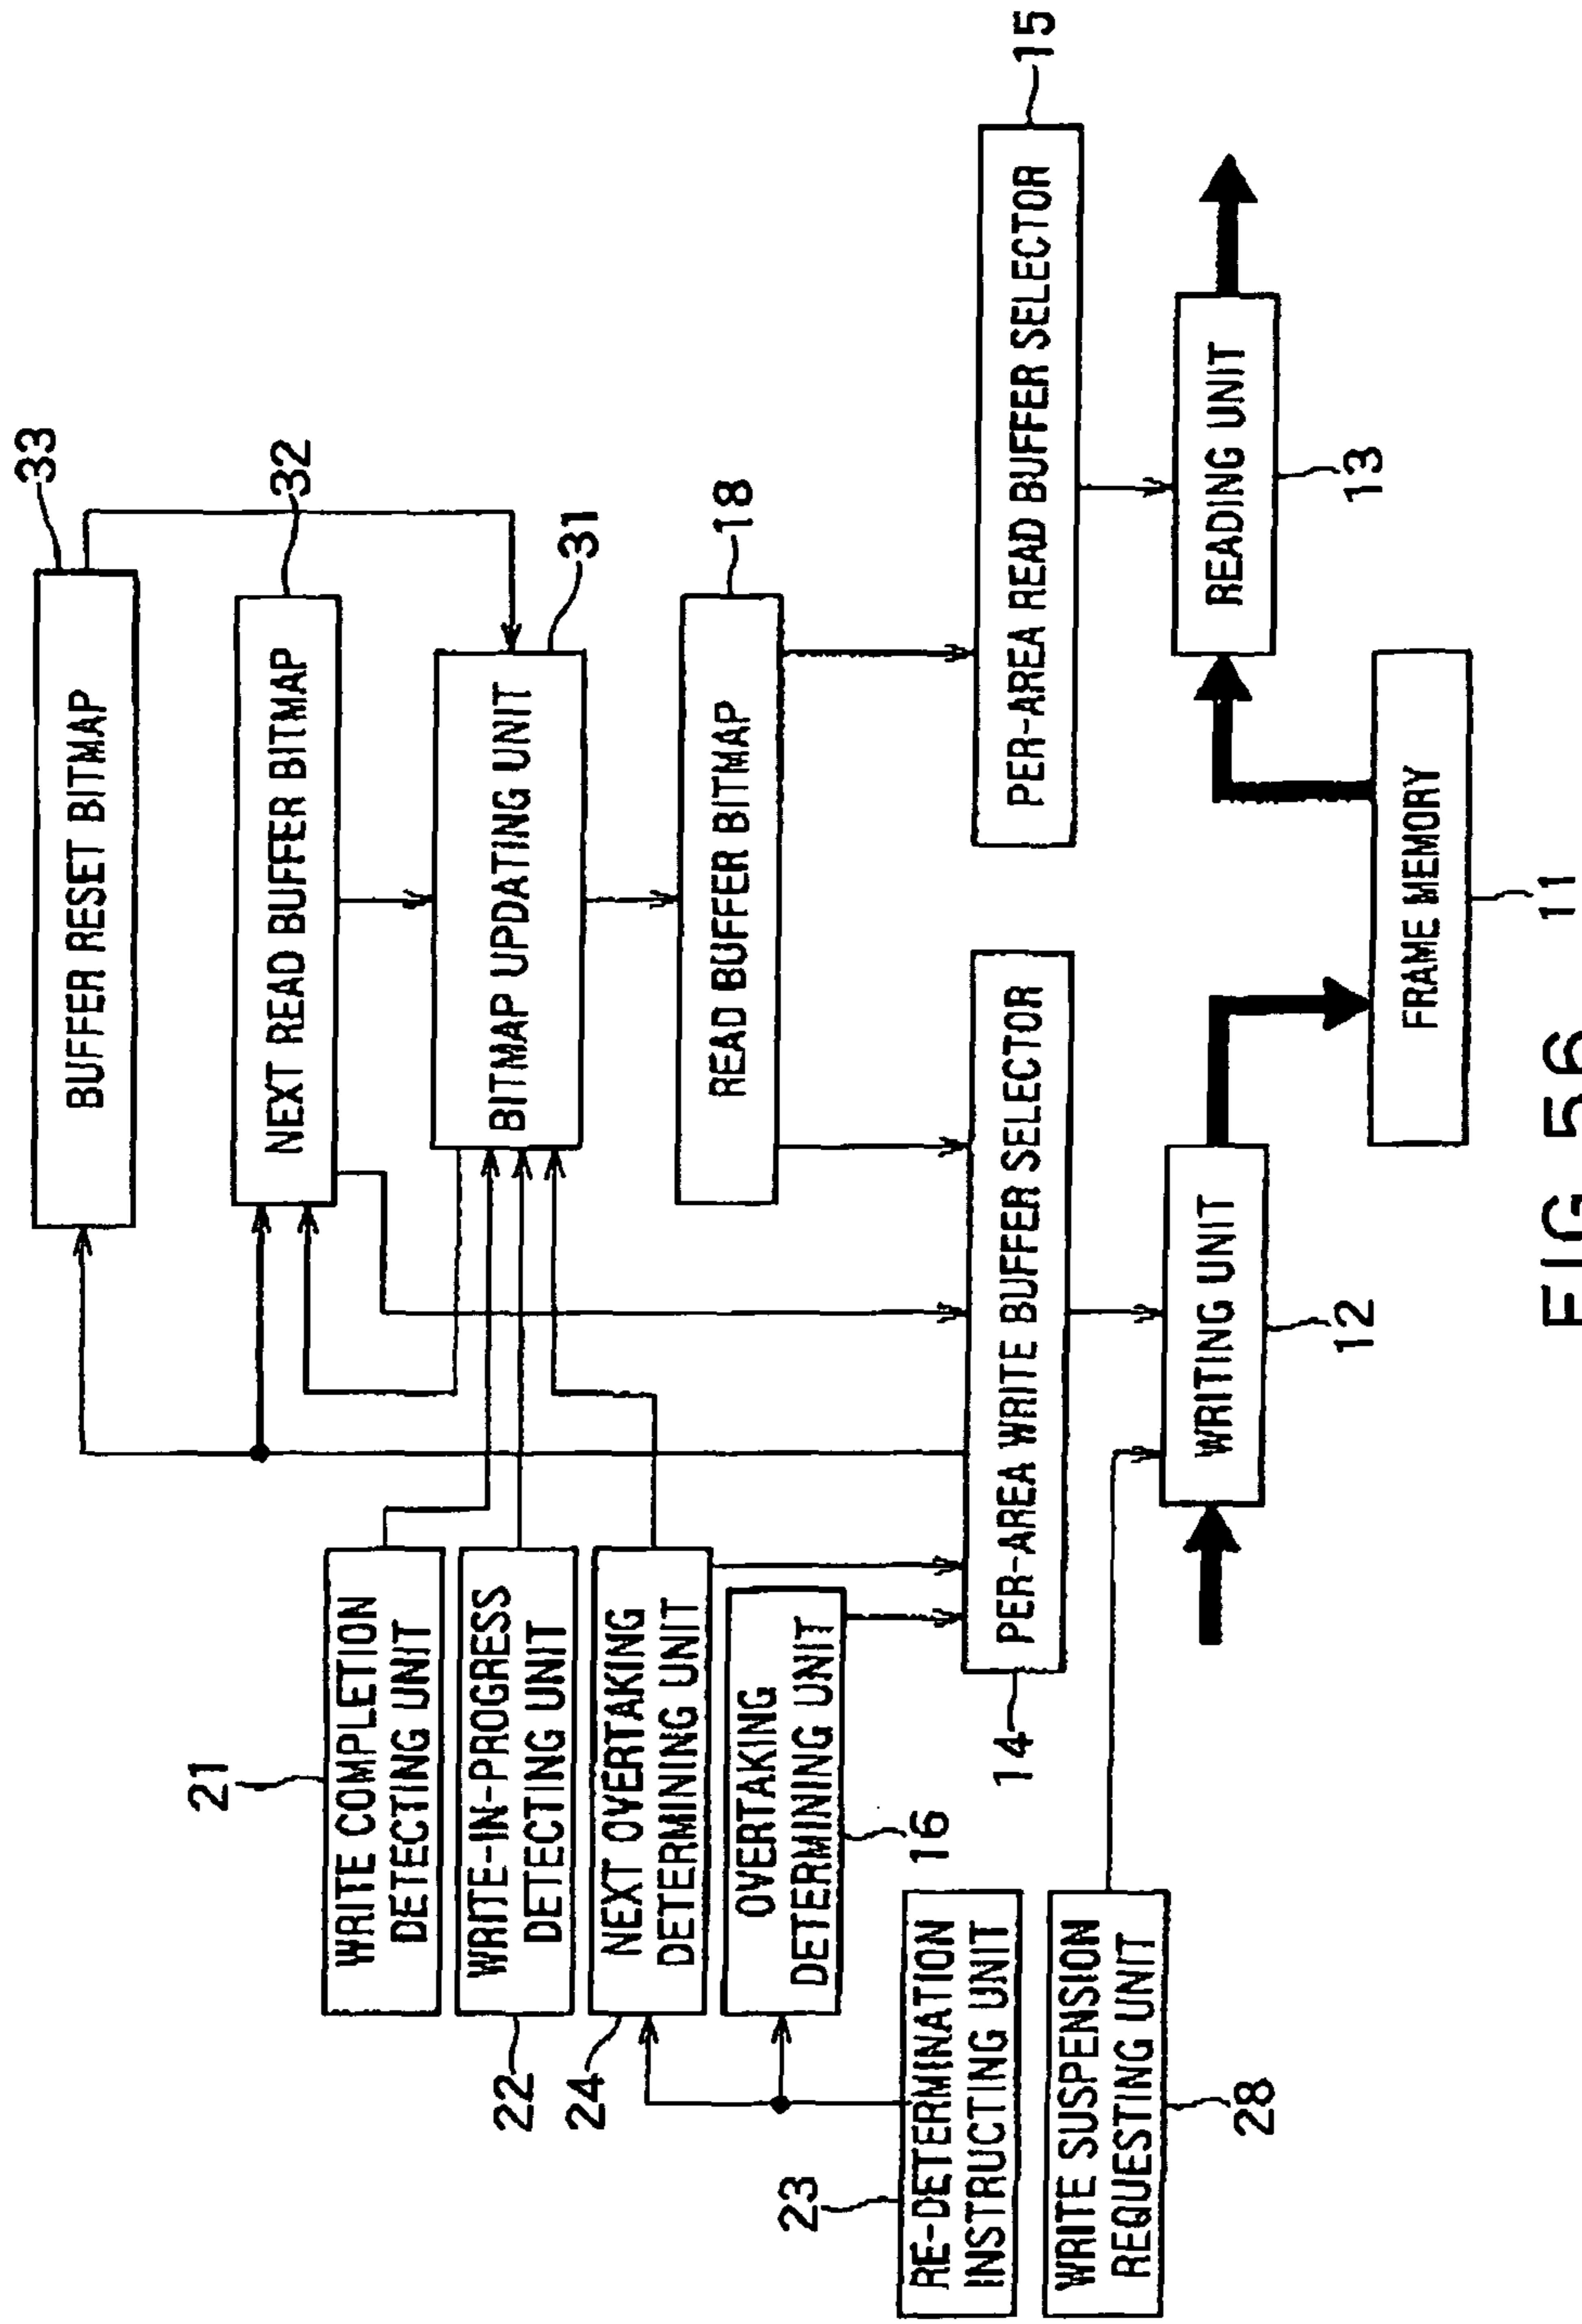 33
BUFFER RESET BITMAP
32
NEXT READ BUFFER BITMAP
31
BITMAP UPDATING UNIT
18
READ BUFFER BITMAP
21
WRITE COMPLETION
DETECTING UNIT
22
WRITE-IN-PROGRESS
DETECTING UNIT
24
NEXT OVERTAKING
DETERMINING UNIT
OVERTAKING
DETERMINING UNIT
16
23
RE-DETERMINATION
INSTRUCTING UNIT
WRITE SUSPENSION
REQUESTING UNIT
28
14
PER-AREA WRITE BUFFER SELECTOR
15
PER-AREA READ BUFFER SELECTOR
WRITING UNIT
12
READING UNIT
13
FRAME MEMORY
11
FIG. 56